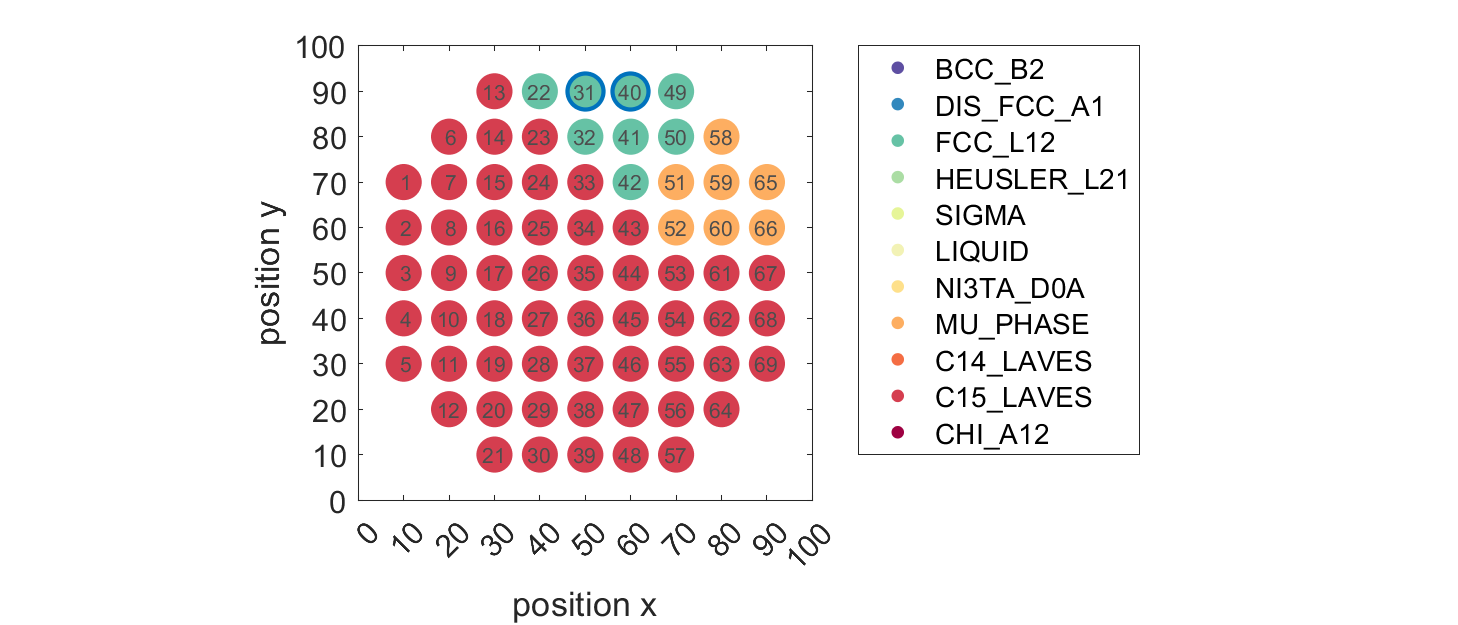 100
90
80
70
60
50
40
30
20
10
0
position y
13 22 31 40 49
6 14 23 32 41 50 58
1 7 15 24 33 42 51 59 65
2 8 16 25 34 43 52 60 66
3 9 17 26 35 44 53 61 67
4 10 18 27 36 45 54 62 68
5 11 19 28 37 46 55 63 69
12 20 29 38 47 56 64
21 30 39 48 57
0 10 20 30 40 50 60 70 80 90 100
position x
BCC_B2
DIS_FCC_A1
FCC_L12
HEUSLER_L21
SIGMA
LIQUID
NI3TA_D0A
MU_PHASE
C14_LAVES
C15_LAVES
CHI_A12